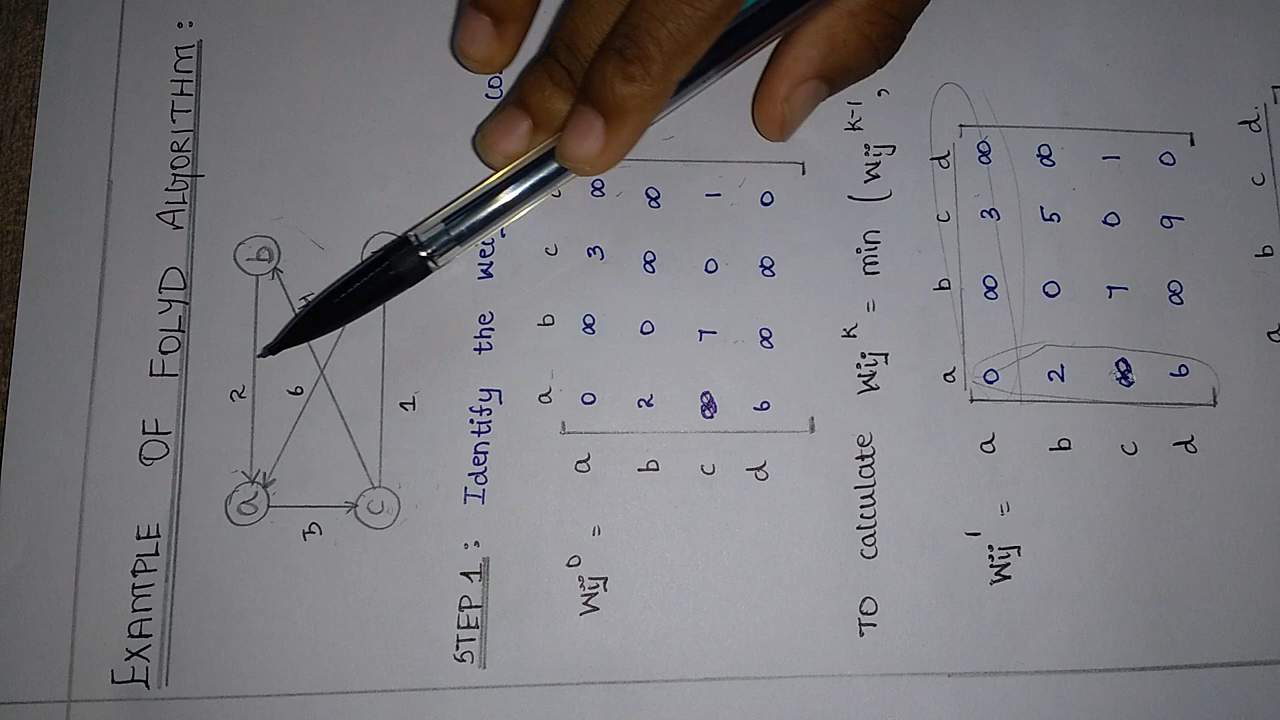 EXAMPLE OF FOLYD ALGORITHM:
b
2
4
6
a
3
c
1
STEP 1: Identify the
a b c
Wij⁰ =
a 0 ∞ 3 ∞
b 2 0 ∞ ∞
c ∞ 7 0 1
d 6 ∞ ∞ 0
TO calculate Wij^K = min (Wij^K-1,
a b c d
Wij¹ =
a 0 ∞ 3 ∞
b 2 0 5 ∞
c ∞ 7 0 1
d 6 ∞ 9 0
a b c d